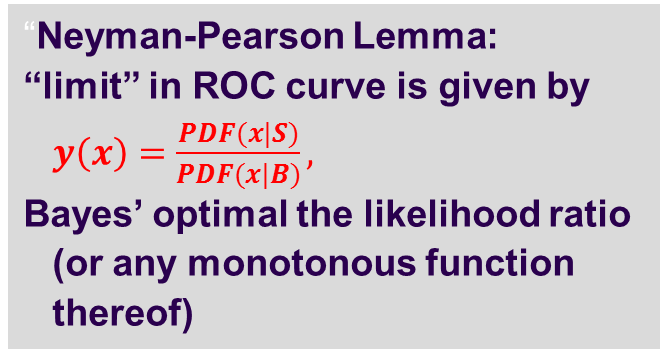 “Neyman-Pearson Lemma:
“limit” in ROC curve is given by
y(x) = PDF(x|S) / PDF(x|B) ,
Bayes’ optimal the likelihood ratio
(or any monotonous function
thereof)